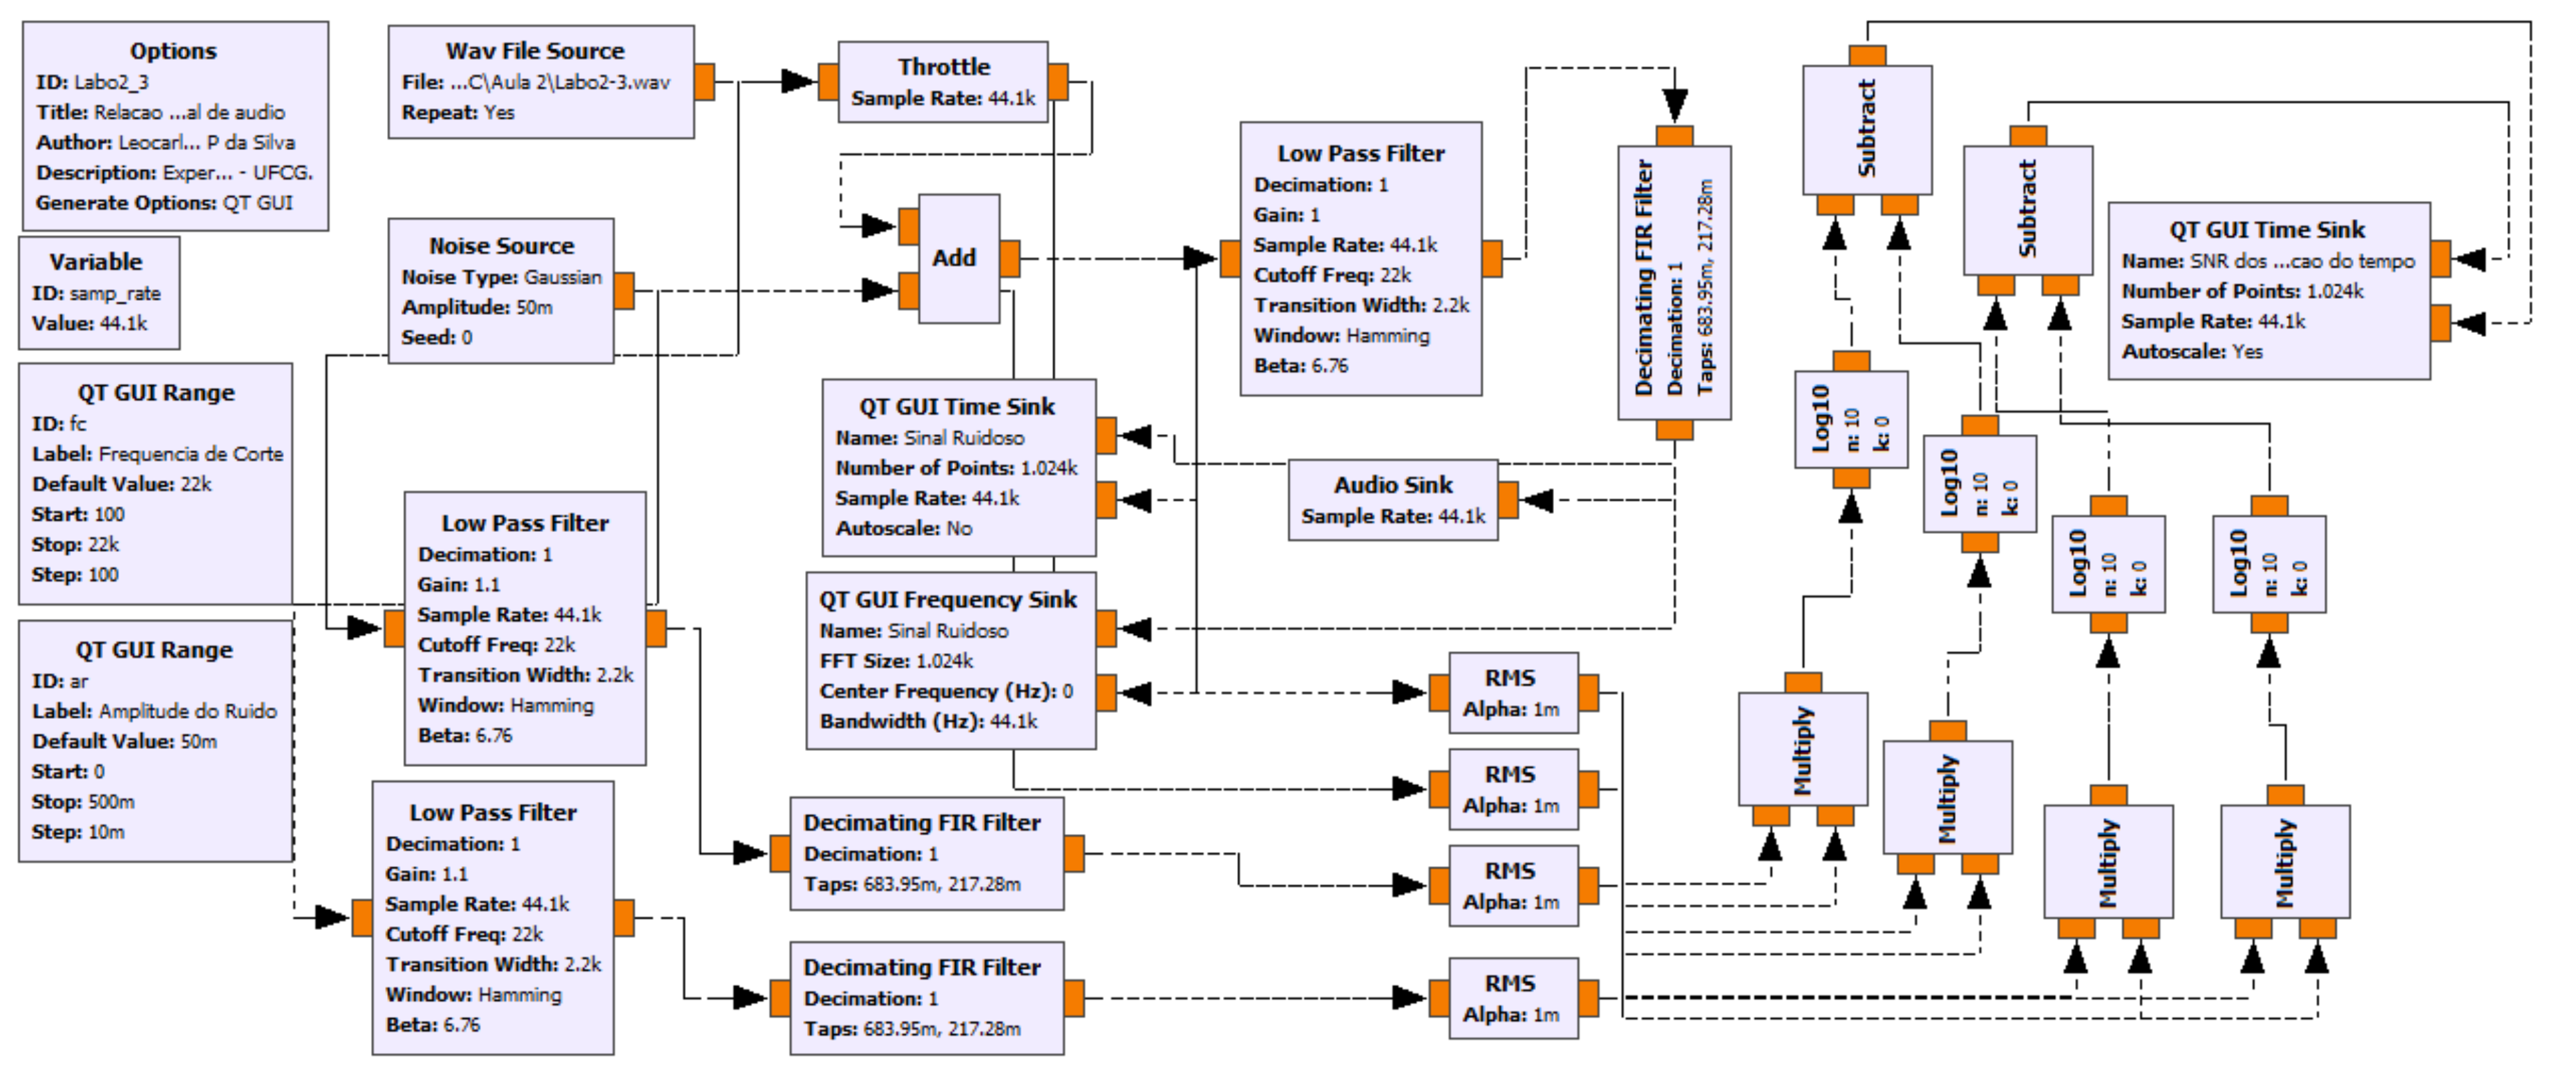 Options
ID: Labo2_3
Title: Relacao ...al de audio
Author: Leocarl... P da Silva
Description: Exper... - UFCG.
Generate Options: QT GUI
Variable
ID: samp_rate
Value: 44.1k
QT GUI Range
ID: fc
Label: Frequencia de Corte
Default Value: 22k
Start: 100
Stop: 22k
Step: 100
QT GUI Range
ID: ar
Label: Amplitude do Ruido
Default Value: 50m
Start: 0
Stop: 500m
Step: 10m
Wav File Source
File: ...C\Aula 2\Labo2-3.wav
Repeat: Yes
Noise Source
Noise Type: Gaussian
Amplitude: 50m
Seed: 0
Low Pass Filter
Decimation: 1
Gain: 1.1
Sample Rate: 44.1k
Cutoff Freq: 22k
Transition Width: 2.2k
Window: Hamming
Beta: 6.76
Low Pass Filter
Decimation: 1
Gain: 1.1
Sample Rate: 44.1k
Cutoff Freq: 22k
Transition Width: 2.2k
Window: Hamming
Beta: 6.76
Throttle
Sample Rate: 44.1k
Add
QT GUI Time Sink
Name: Sinal Ruidoso
Number of Points: 1.024k
Sample Rate: 44.1k
Autoscale: No
QT GUI Frequency Sink
Name: Sinal Ruidoso
FFT Size: 1.024k
Center Frequency (Hz): 0
Bandwidth (Hz): 44.1k
Decimating FIR Filter
Decimation: 1
Taps: 683.95m, 217.28m
Decimating FIR Filter
Decimation: 1
Taps: 683.95m, 217.28m
Low Pass Filter
Decimation: 1
Gain: 1
Sample Rate: 44.1k
Cutoff Freq: 22k
Transition Width: 2.2k
Window: Hamming
Beta: 6.76
Audio Sink
Sample Rate: 44.1k
RMS
Alpha: 1m
RMS
Alpha: 1m
RMS
Alpha: 1m
RMS
Alpha: 1m
Decimating FIR Filter
Decimation: 1
Taps: 683.95m, 217.28m
Subtract
Subtract
QT GUI Time Sink
Name: SNR dos ...cao do tempo
Number of Points: 1.024k
Sample Rate: 44.1k
Autoscale: Yes
Log10
n: 10
k: 0
Log10
n: 10
k: 0
Log10
n: 10
k: 0
Log10
n: 10
k: 0
Multiply
Multiply
Multiply
Multiply